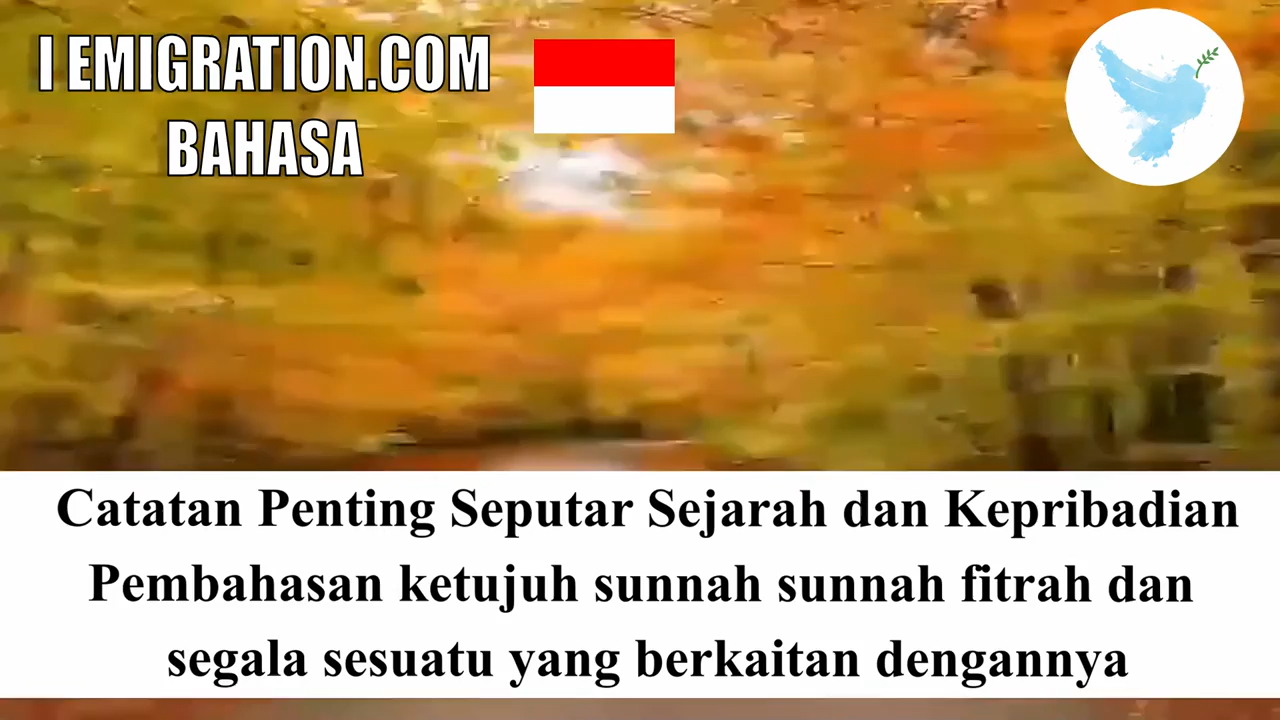 I EMIGRATION.COM
BAHASA
Catatan Penting Seputar Sejarah dan Kepribadian
Pembahasan ketujuh sunnah sunnah fitrah dan
segala sesuatu yang berkaitan dengannya